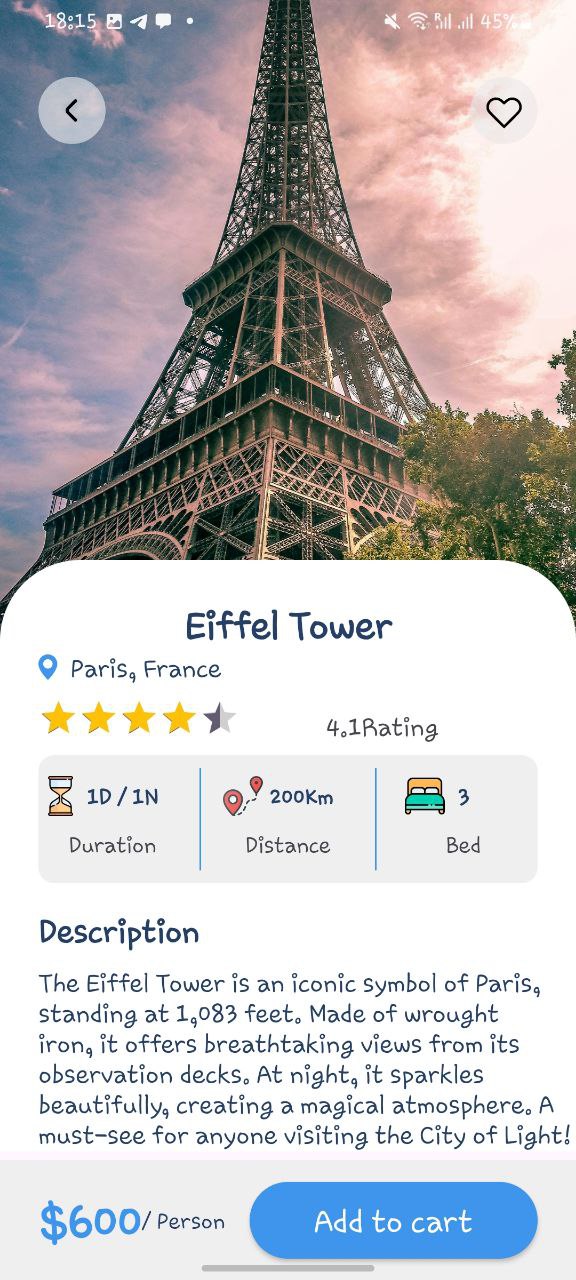 18:15 45%
Eiffel Tower
Paris, France
4.1Rating
1D / 1N 200Km 3
Duration Distance Bed
Description
The Eiffel Tower is an iconic symbol of Paris,
standing at 1,083 feet. Made of wrought
iron, it offers breathtaking views from its
observation decks. At night, it sparkles
beautifully, creating a magical atmosphere. A
must-see for anyone visiting the City of Light!
$600/ Person Add to cart